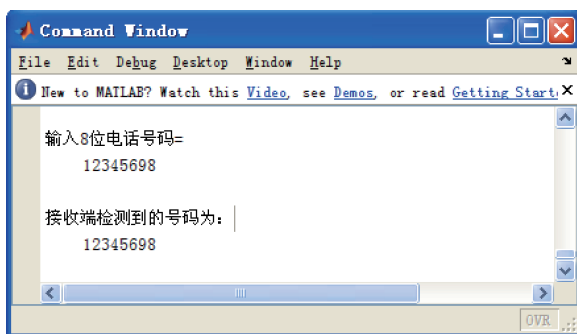 Command Window
File Edit Debug Desktop Window Help
New to MATLAB? Watch this Video, see Demos, or read Getting Start
输入8位电话号码=
12345698
接收端检测到的号码为：
12345698
OVR